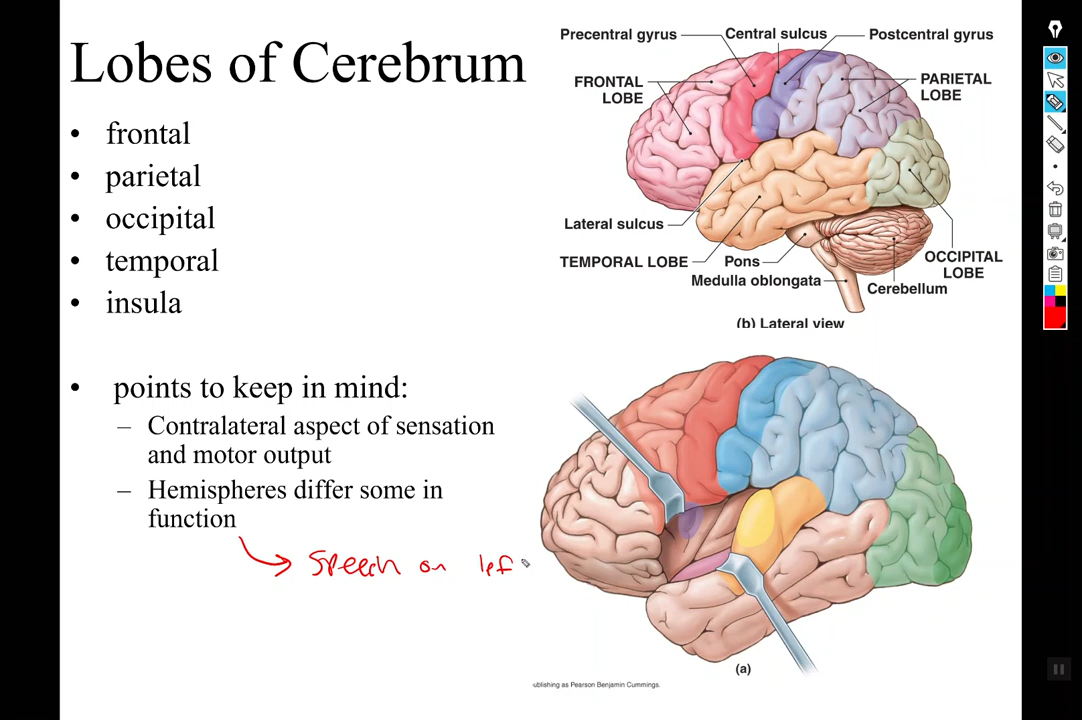 Lobes of Cerebrum
• frontal
• parietal
• occipital
• temporal
• insula
• points to keep in mind:
– Contralateral aspect of sensation
and motor output
– Hemispheres differ some in
function
Speech on lef
Precentral gyrus
Central sulcus
Postcentral gyrus
FRONTAL
LOBE
PARIETAL
LOBE
Lateral sulcus
TEMPORAL LOBE
Pons
Medulla oblongata
OCCIPITAL
LOBE
Cerebellum
(b) Lateral view
(a)
ublishing as Pearson Benjamin Cummings.